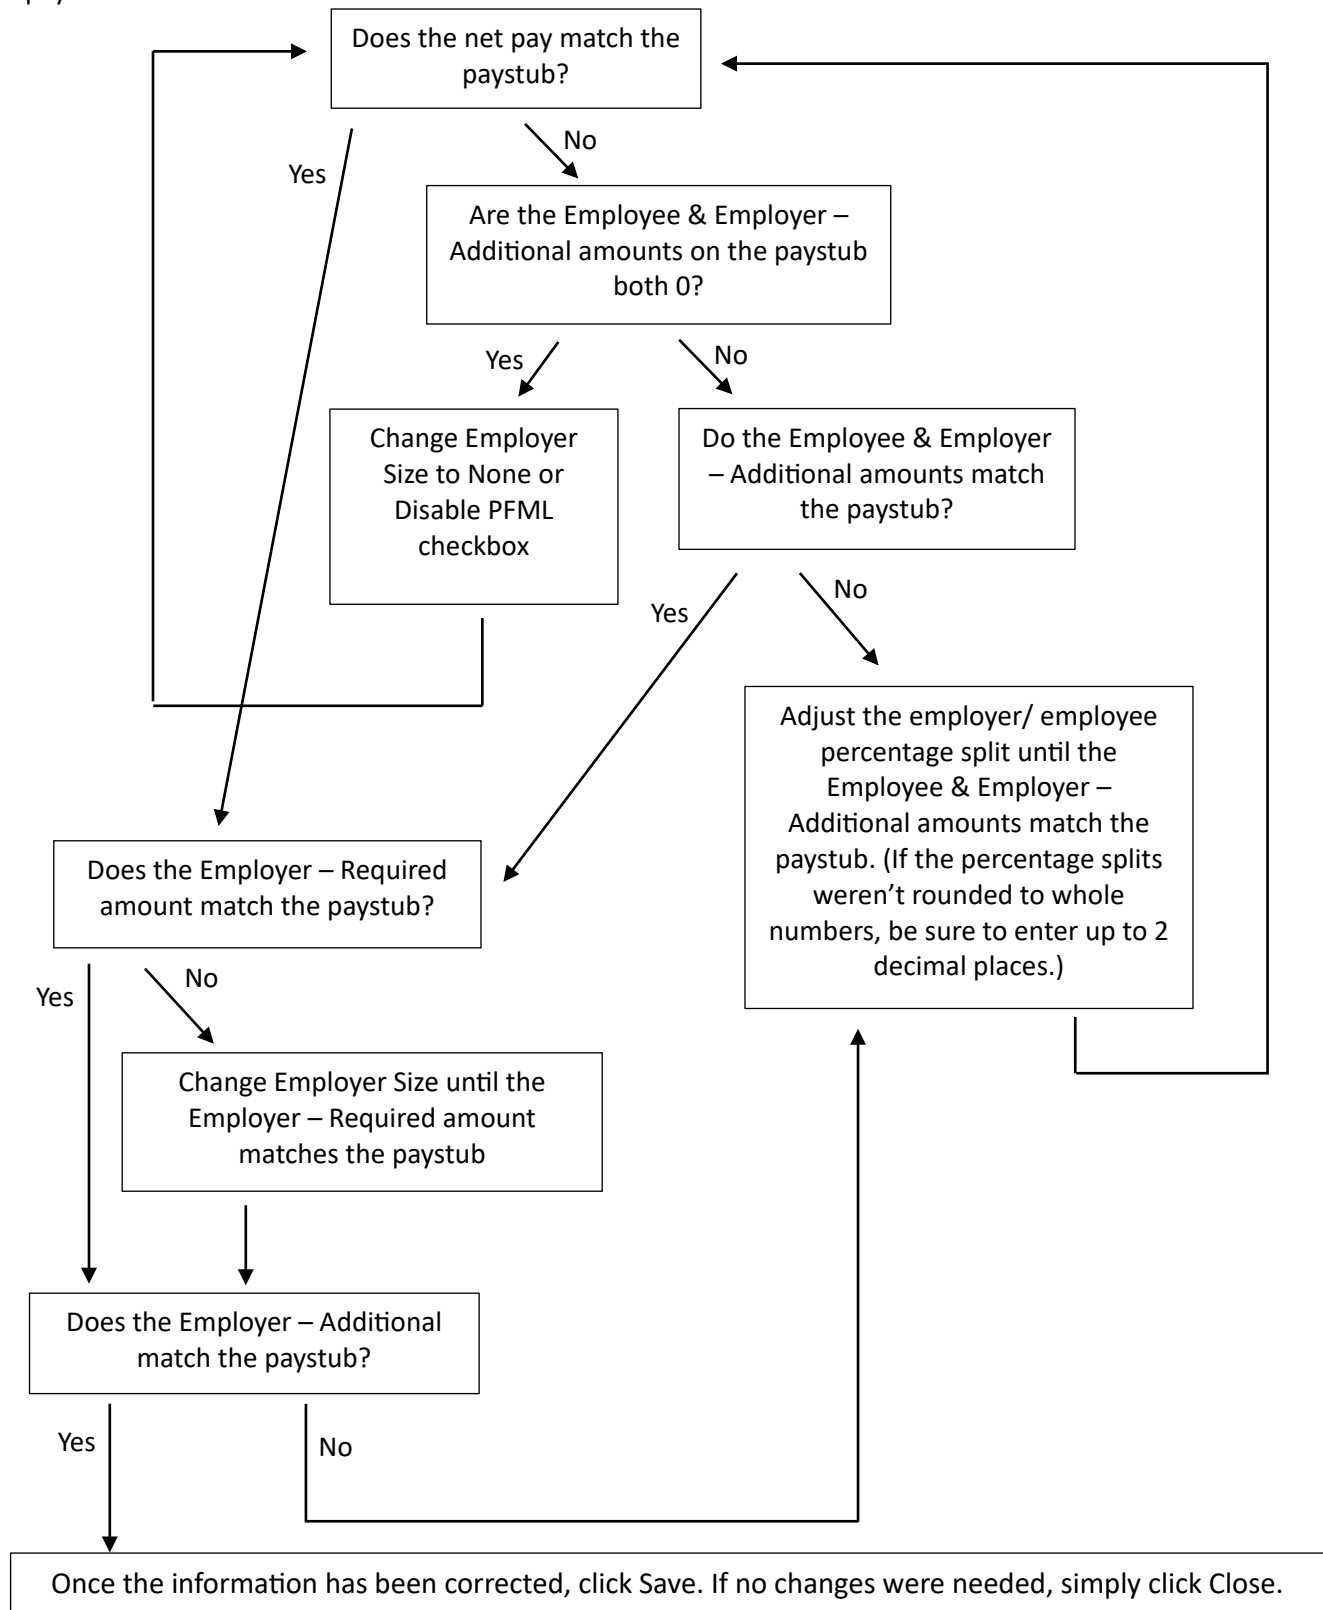 Does the net pay match the
paystub?
No
Yes
Are the Employee & Employer –
Additional amounts on the paystub
both 0?
Yes
No
Change Employer
Size to None or
Disable PFML
checkbox
Do the Employee & Employer
– Additional amounts match
the paystub?
No
Yes
Adjust the employer/ employee
percentage split until the
Employee & Employer –
Additional amounts match the
paystub. (If the percentage splits
weren’t rounded to whole
numbers, be sure to enter up to 2
decimal places.)
Does the Employer – Required
amount match the paystub?
No
Yes
Change Employer Size until the
Employer – Required amount
matches the paystub
Does the Employer – Additional
match the paystub?
Yes
No
Once the information has been corrected, click Save. If no changes were needed, simply click Close.